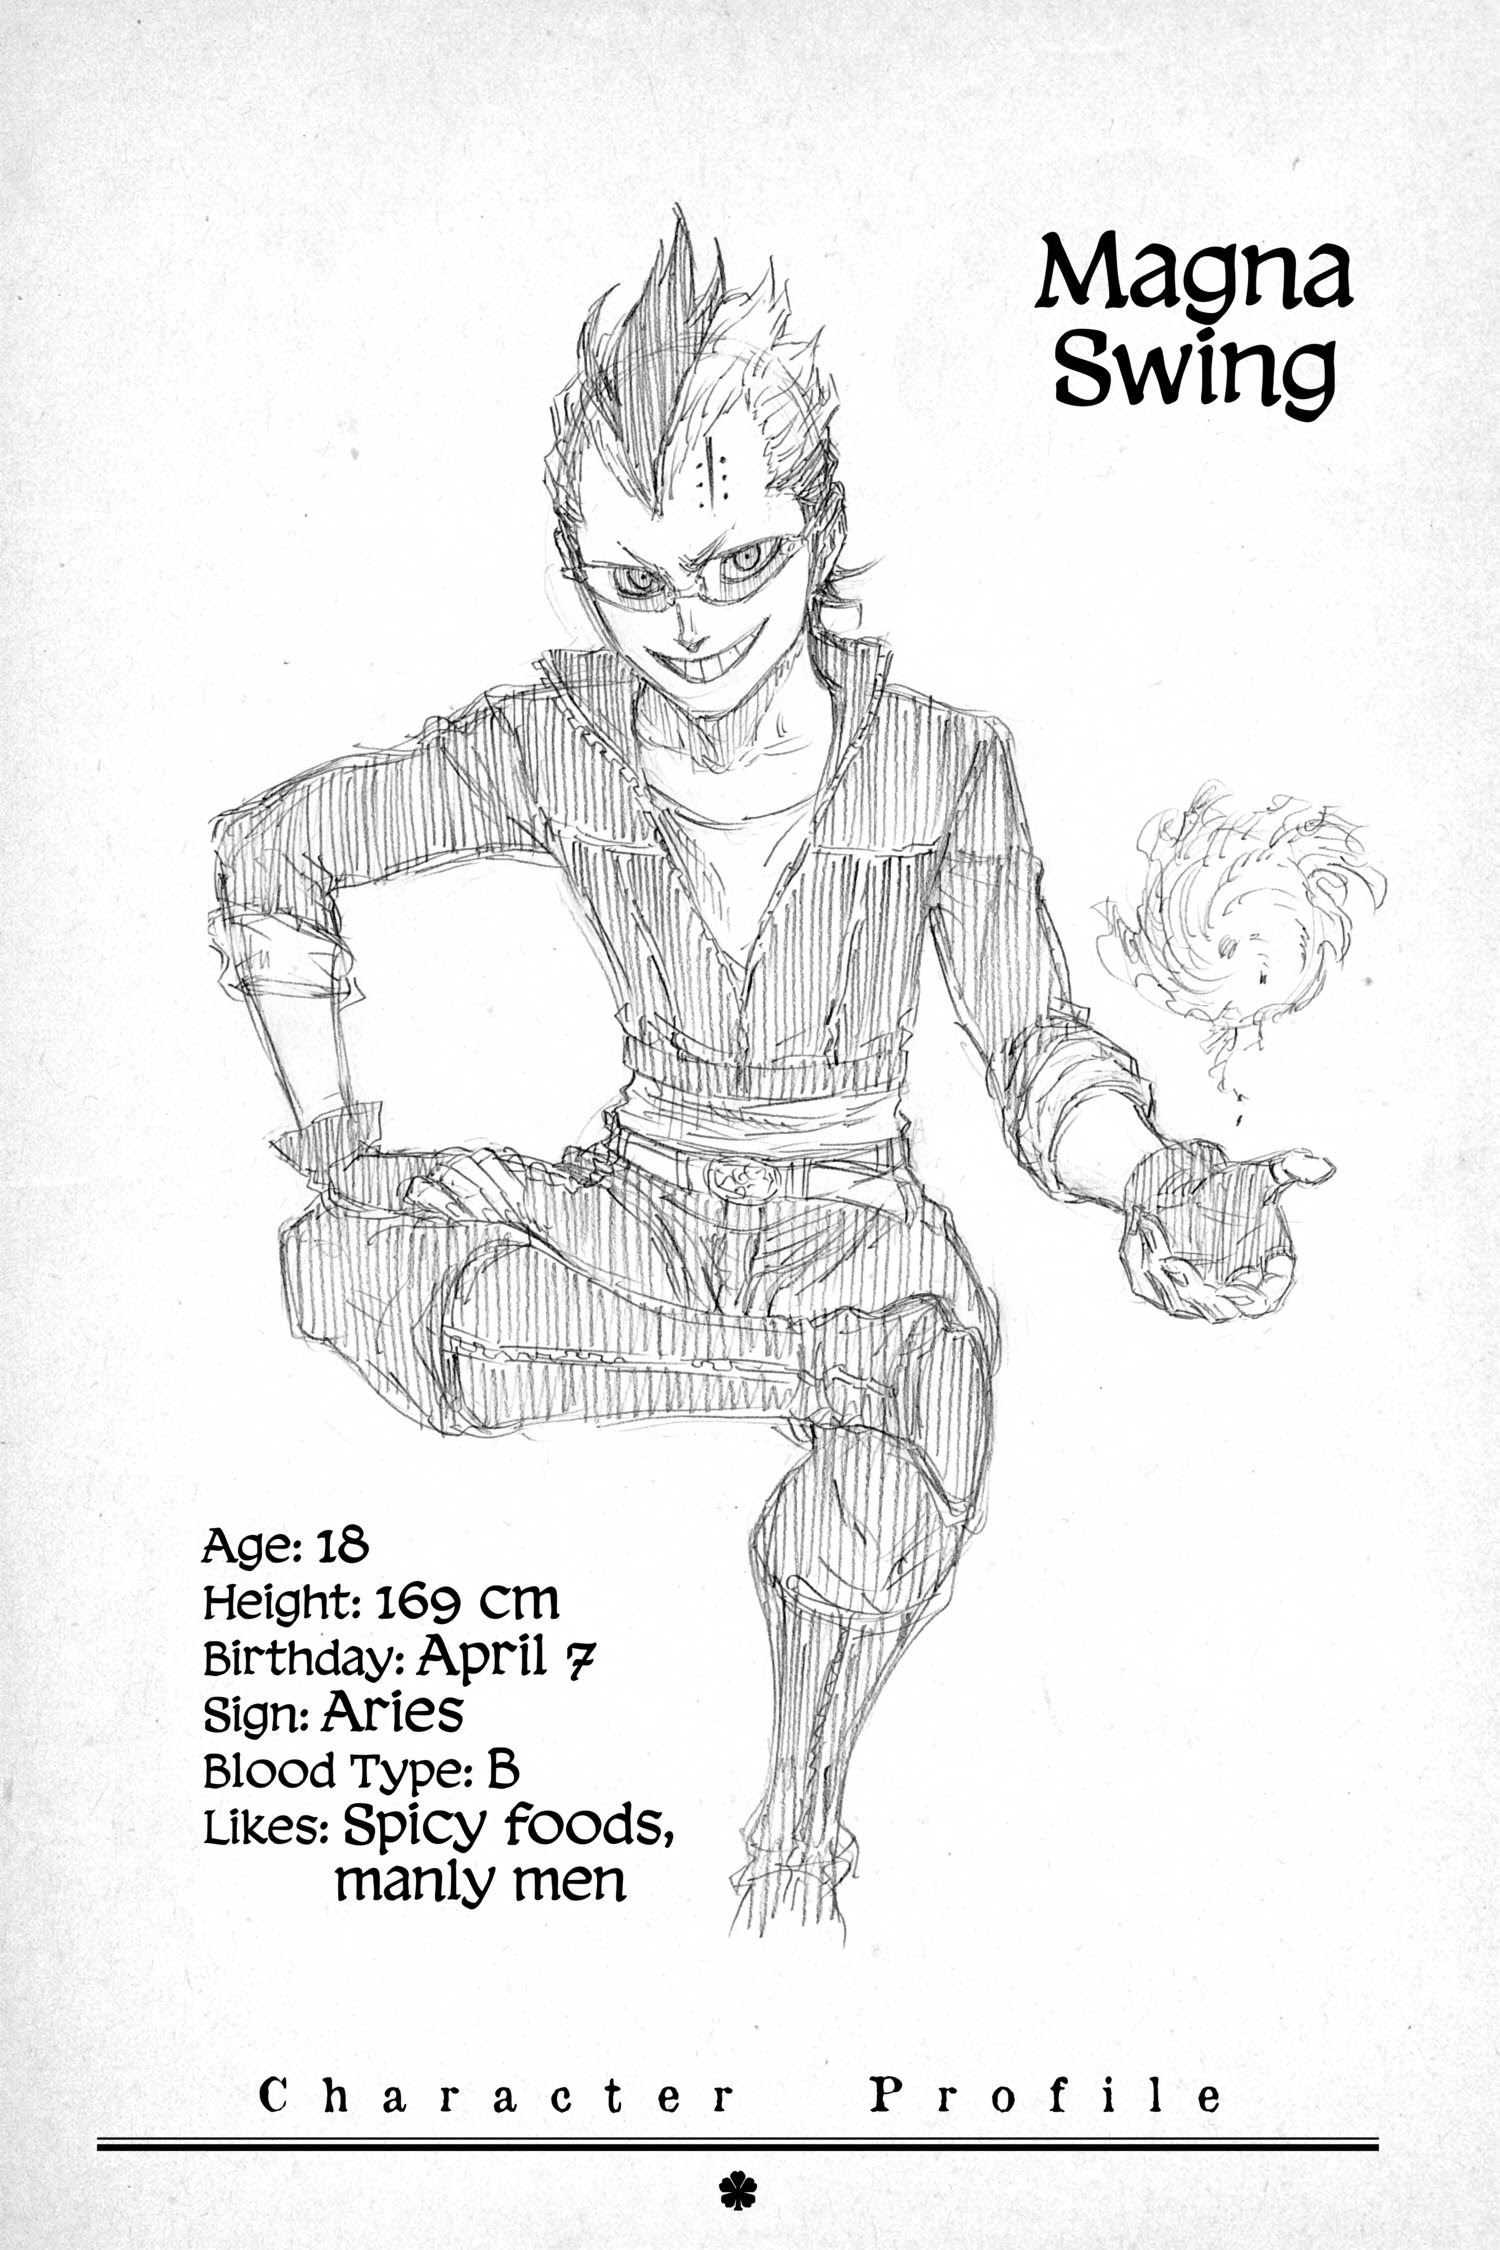 Magna
Swing
Age: 18
Height: 169 cm
Birthday: April 7
Sign: Aries
Blood Type: B
Likes: Spicy foods,
manly men
Character Profile